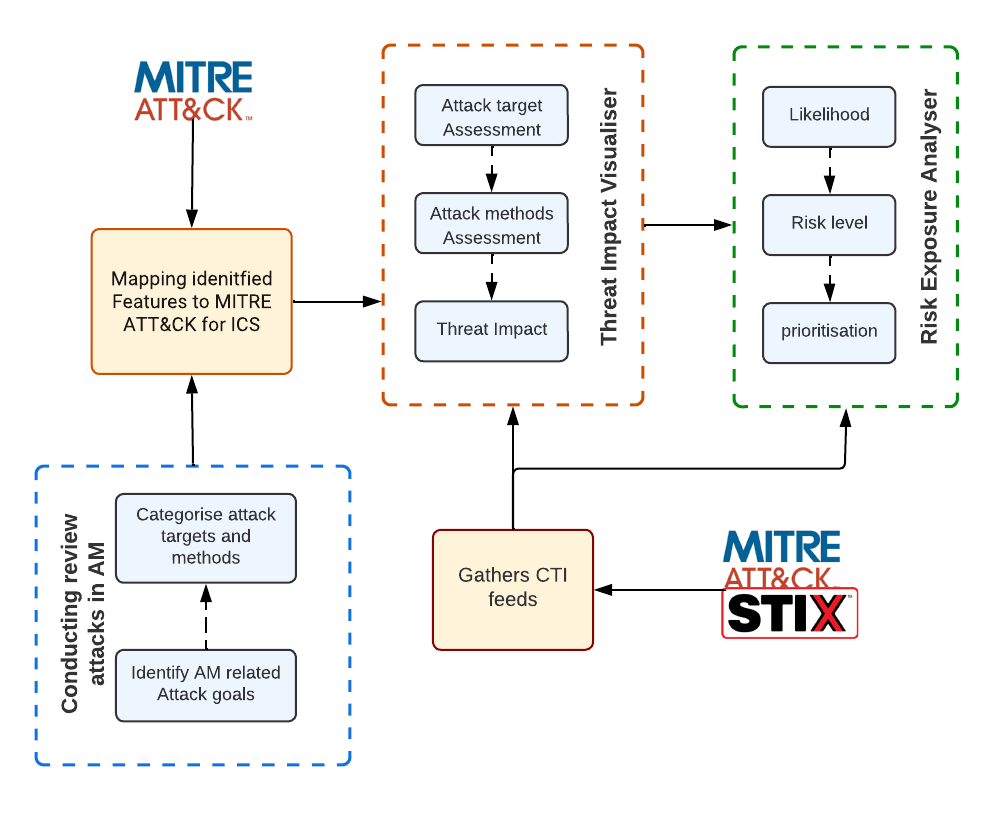 MITRE
ATT&CK™
Mapping idenitfied
Features to MITRE
ATT&CK for ICS
Conducting review
attacks in AM
Categorise attack
targets and
methods
Identify AM related
Attack goals
Attack target
Assessment
Attack methods
Assessment
Threat Impact
Threat Impact Visualiser
Likelihood
Risk level
prioritisation
Risk Exposure Analyser
Gathers CTI
feeds
MITRE
ATT&CK
STIX™